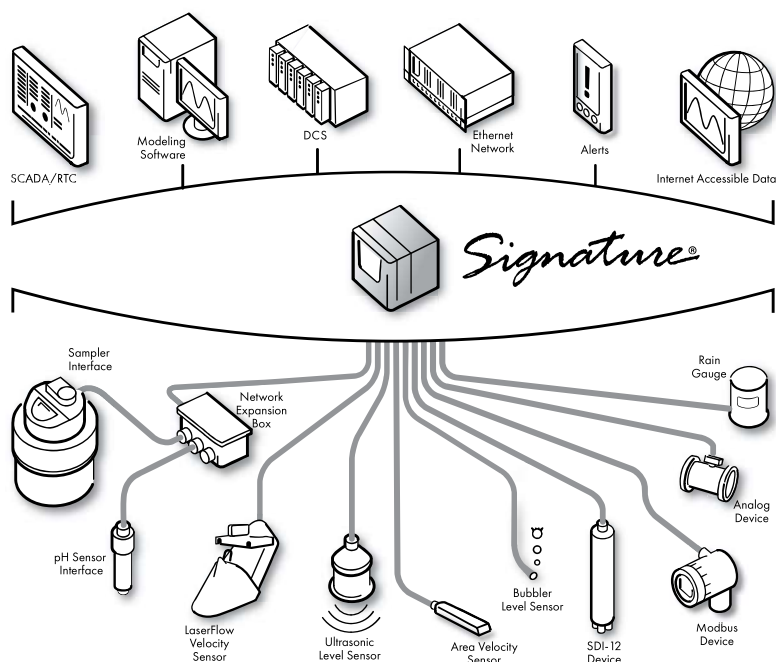 SCADA/RTC
Modeling
Software
DCS
Ethernet
Network
Alerts
Internet Accessible Data
Signature®
Sampler
Interface
Network
Expansion
Box
Rain
Gauge
Analog
Device
pH Sensor
Interface
LaserFlow
Velocity
Sensor
Ultrasonic
Level Sensor
Area Velocity
Sensor
Bubbler
Level Sensor
SDI-12
Device
Modbus
Device